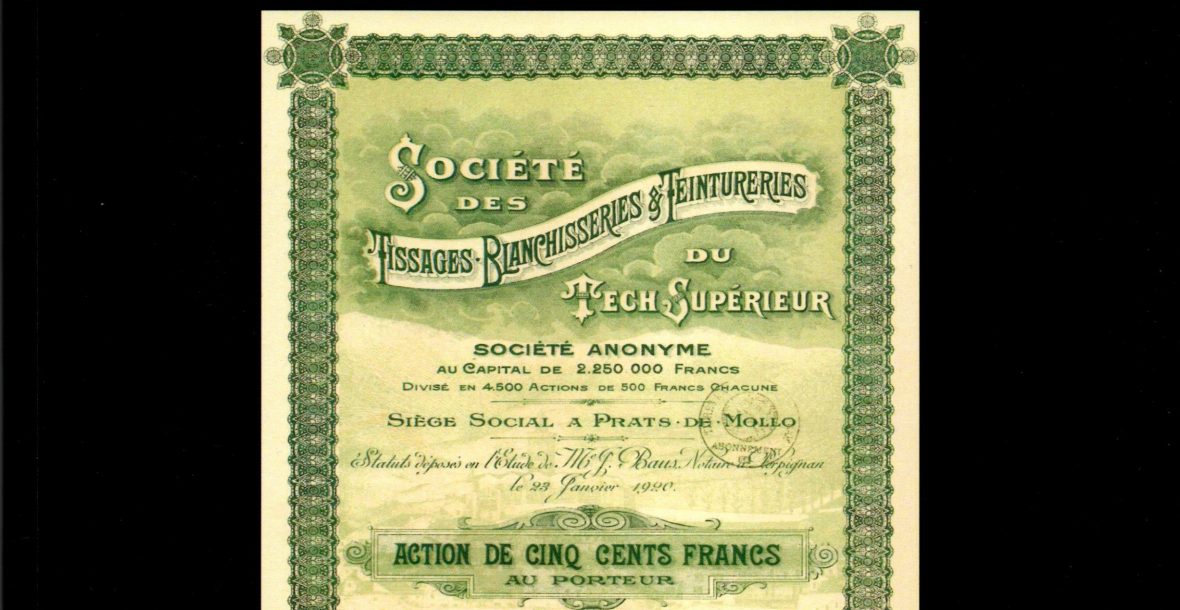 SOCIÉTÉ
DES
TISSAGES · BLANCHISSERIES & TEINTURERIES
DU
TECH SUPÉRIEUR
SOCIÉTÉ ANONYME
AU CAPITAL DE 2.250 000 FRANCS
DIVISÉ EN 4.500 ACTIONS DE 500 FRANCS CHACUNE
SIÈGE SOCIAL A PRATS·DE·MOLLO
ABONNEMENT
Statuts déposés en l'Etude de Me J. Baus, Notaire à Perpignan
le 23 Janvier 1920.
ACTION DE CINQ CENTS FRANCS
AU PORTEUR